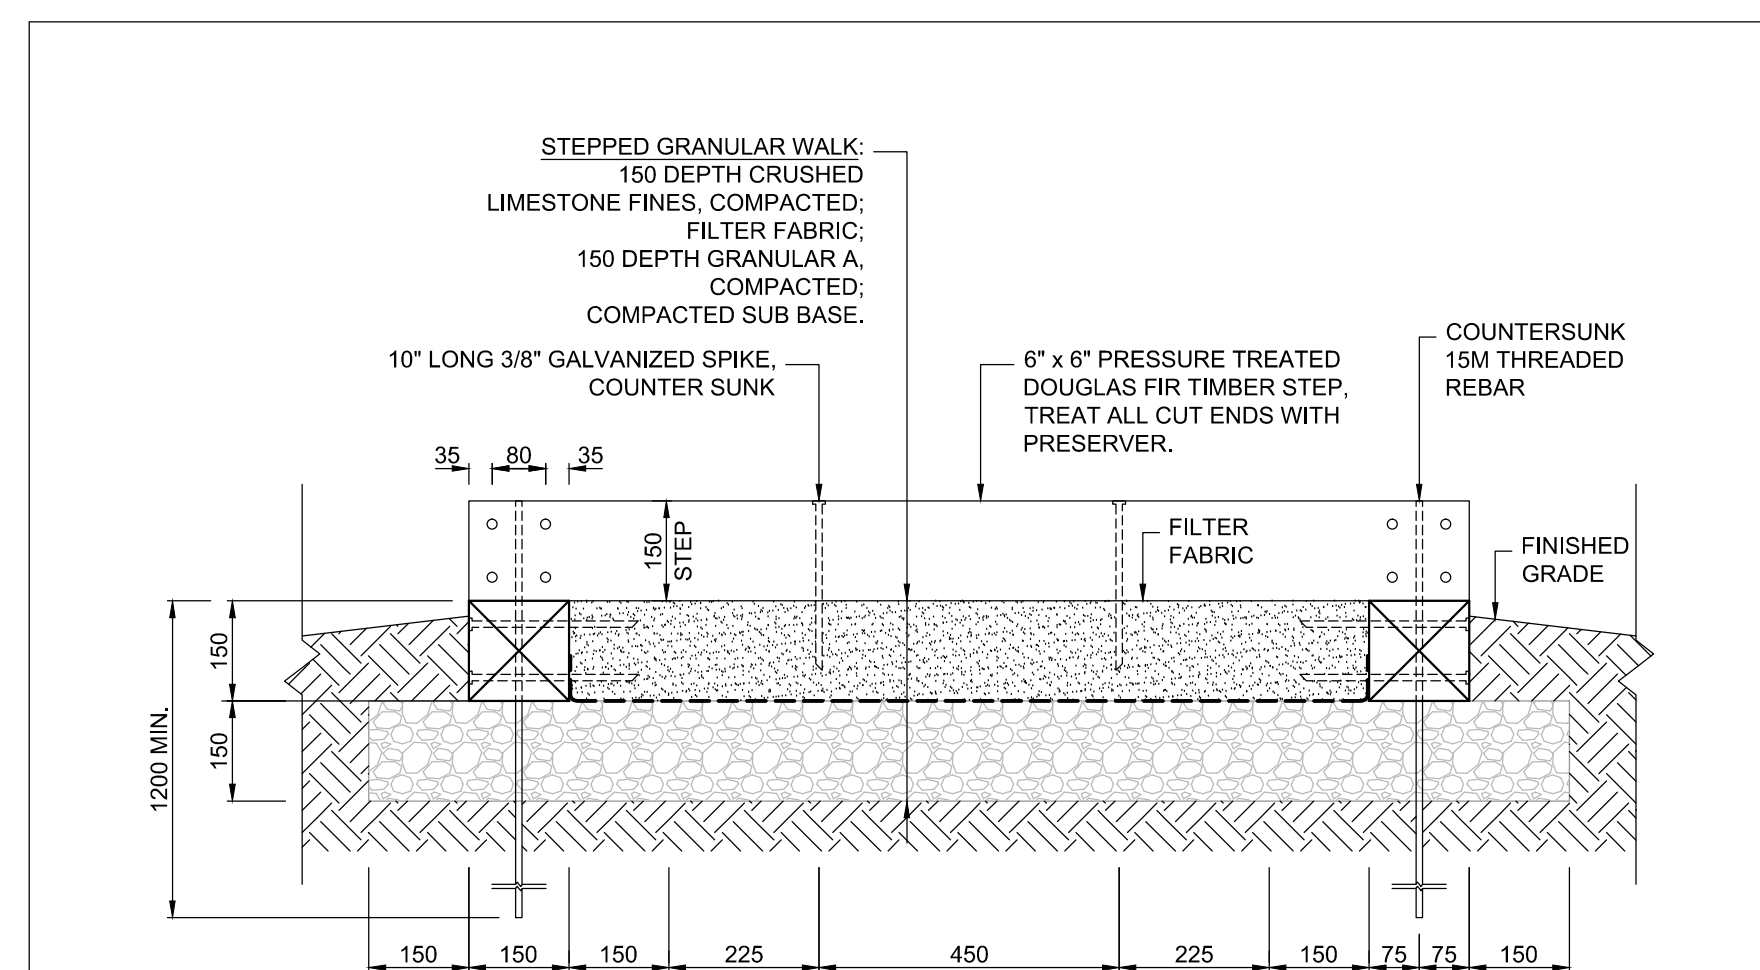 STEPPED GRANULAR WALK:
150 DEPTH CRUSHED
LIMESTONE FINES, COMPACTED;
FILTER FABRIC;
150 DEPTH GRANULAR A,
COMPACTED;
COMPACTED SUB BASE.
10" LONG 3/8" GALVANIZED SPIKE,
COUNTER SUNK
6" x 6" PRESSURE TREATED
DOUGLAS FIR TIMBER STEP,
TREAT ALL CUT ENDS WITH
PRESERVER.
COUNTERSUNK
15M THREADED
REBAR
35 80 35
150
STEP
FILTER
FABRIC
FINISHED
GRADE
150
150
1200 MIN.
150 150 150 225 450 225 150 75 75 150